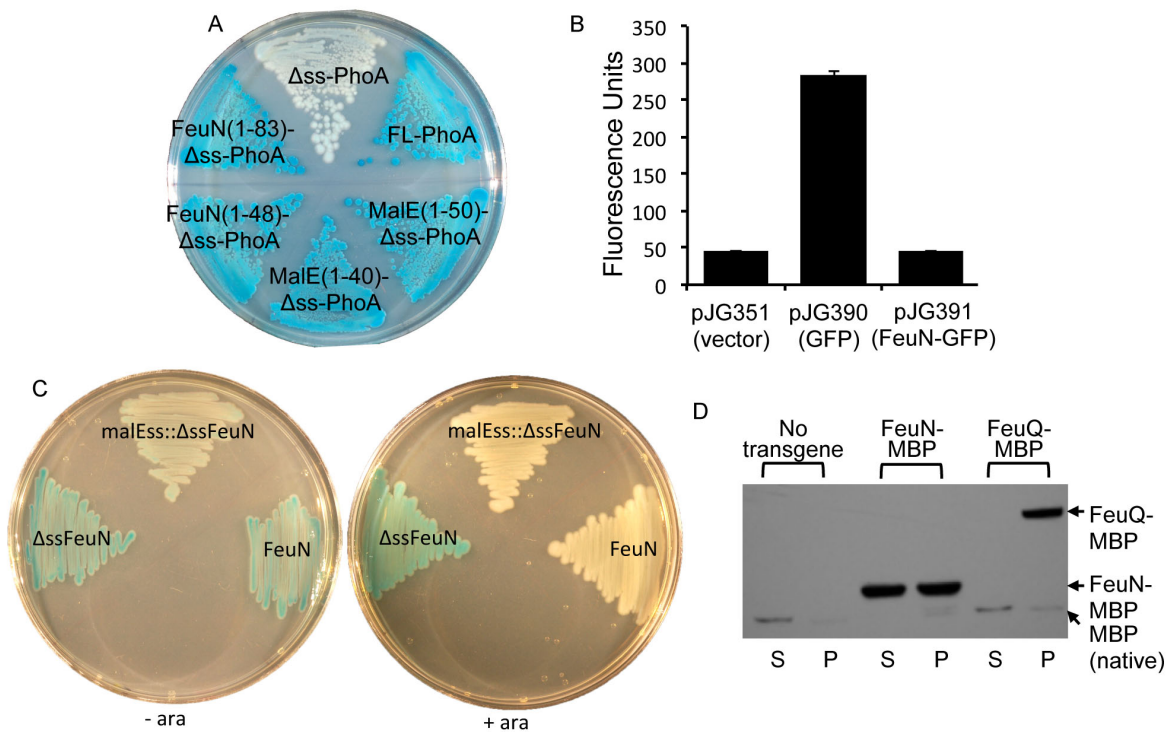 A
Δss-PhoA
FeuN(1-83)-
Δss-PhoA
FL-PhoA
FeuN(1-48)-
Δss-PhoA
MalE(1-50)-
Δss-PhoA
MalE(1-40)-
Δss-PhoA
B
Fluorescence Units
350
300
250
200
150
100
50
0
pJG351
(vector)
pJG390
(GFP)
pJG391
(FeuN-GFP)
C
malEss::ΔssFeuN
ΔssFeuN
FeuN
- ara
malEss::ΔssFeuN
ΔssFeuN
FeuN
+ ara
D
No
transgene
FeuN-
MBP
FeuQ-
MBP
FeuQ-
MBP
FeuN-
MBP
MBP
(native)
S P S P S P